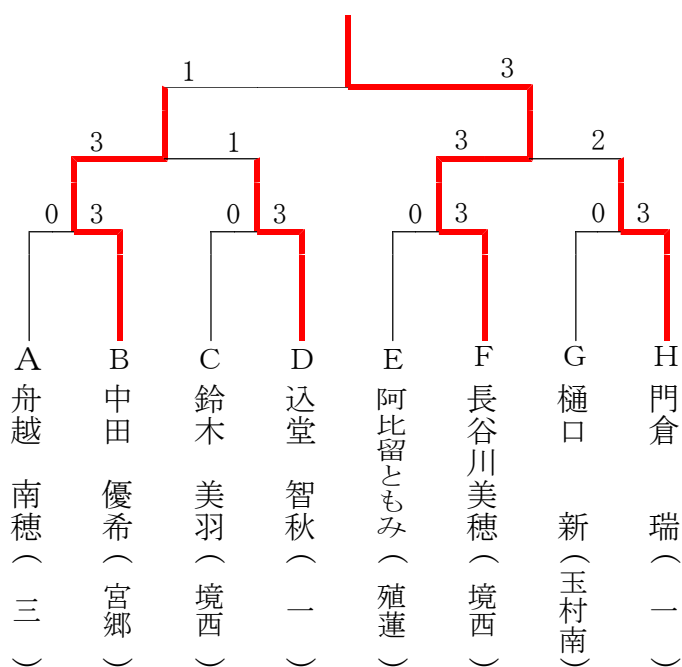 1 3
3 1 3 2
0 3 0 3 0 3 0 3
A B C D E F G H
舟越 南穂(三)
中田 優希(宮郷)
鈴木 美羽(境西)
込堂 智秋(一)
阿比留ともみ(殖蓮)
長谷川美穂(境西)
樋口 新(玉村南)
門倉 瑞(一)